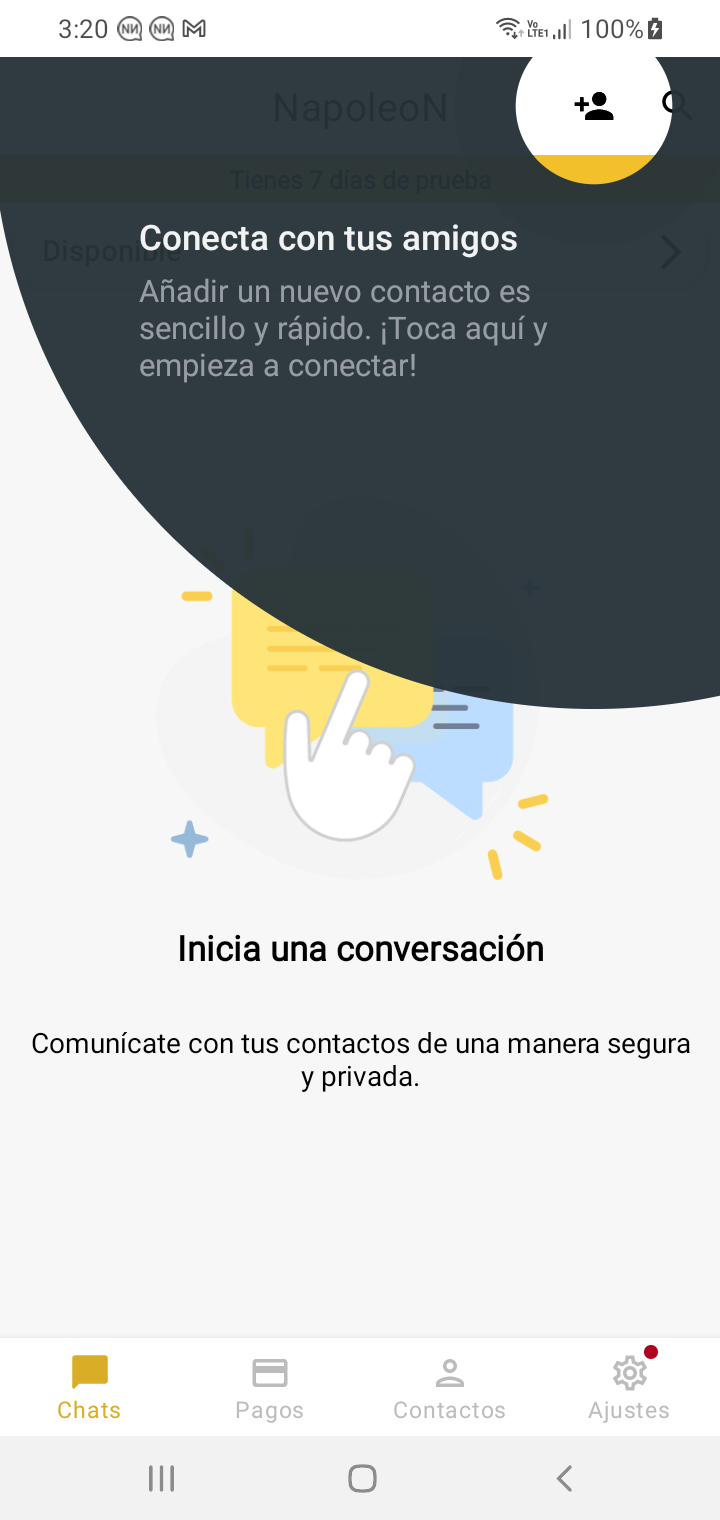 3:20
Vo
LTE1
100%
NapoleoN
Tienes 7 días de prueba
Disponible
Conecta con tus amigos
Añadir un nuevo contacto es
sencillo y rápido. ¡Toca aquí y
empieza a conectar!
Inicia una conversación
Comunícate con tus contactos de una manera segura
y privada.
Chats
Pagos
Contactos
Ajustes